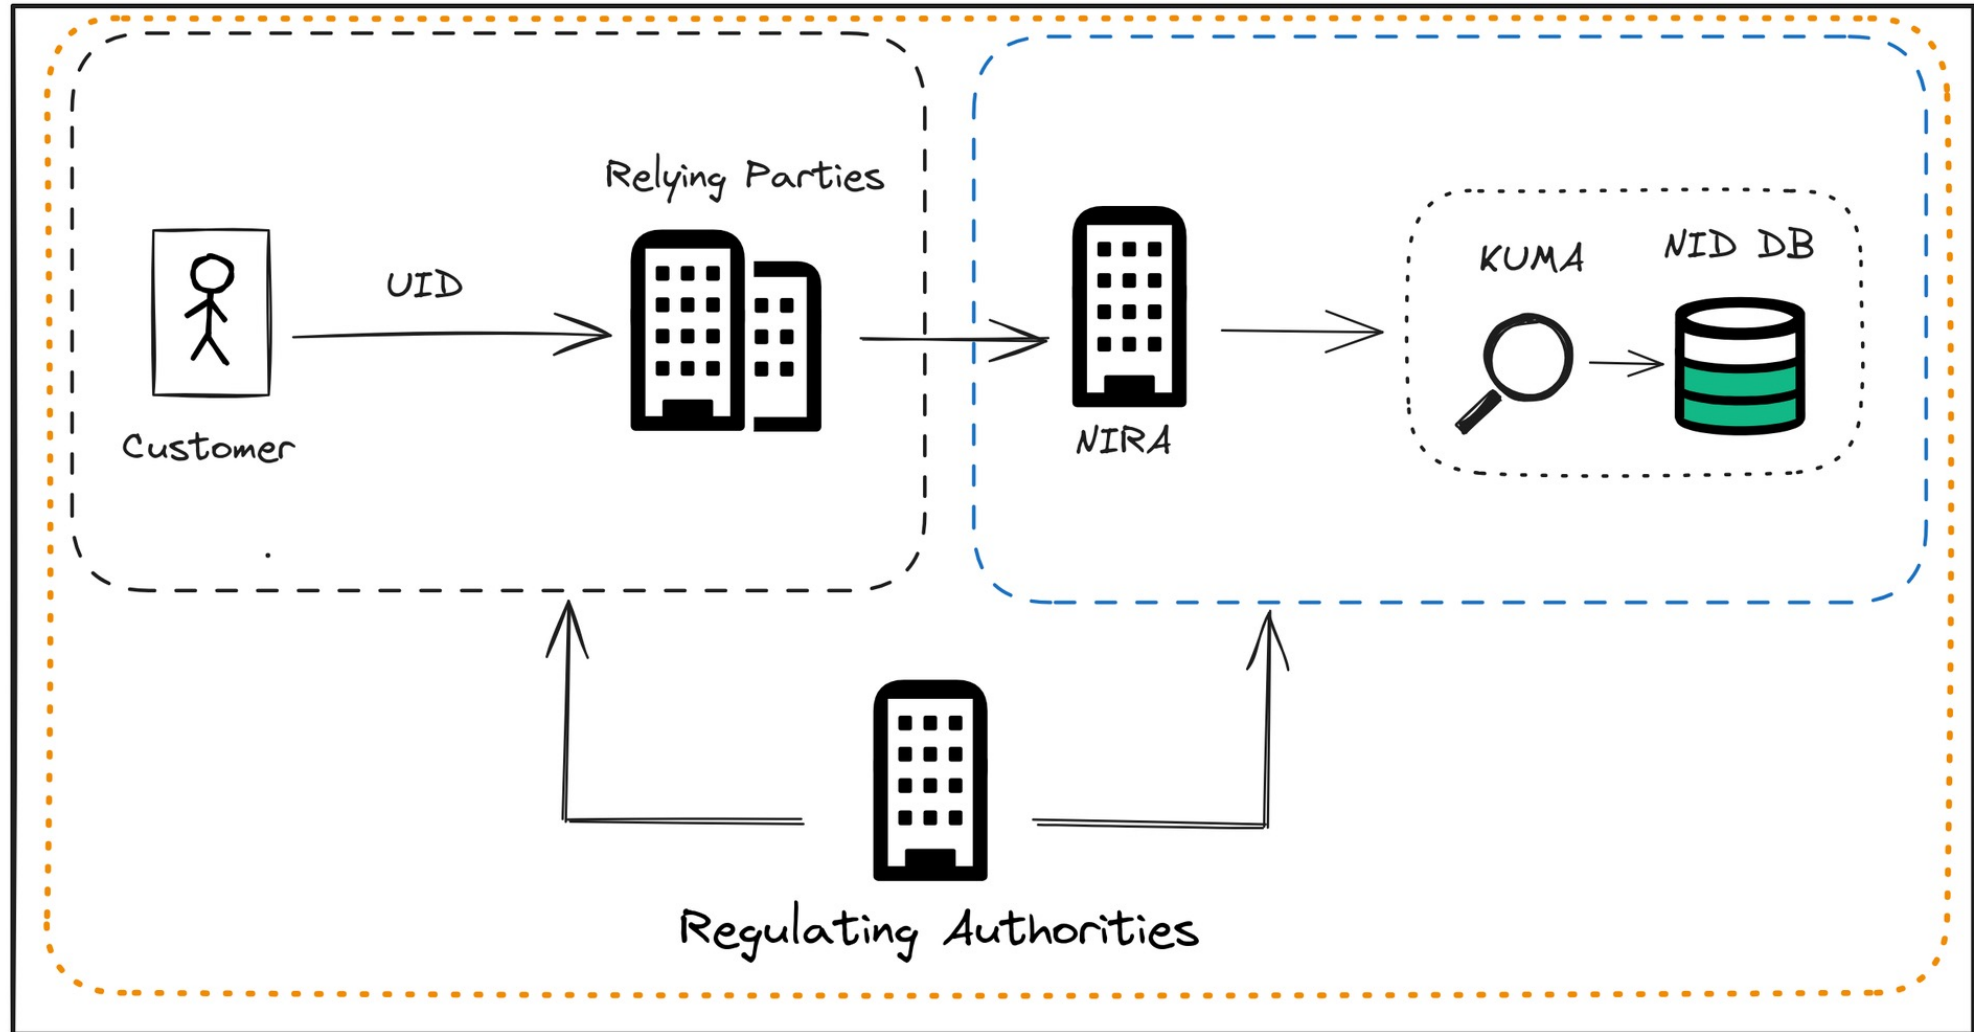 Relying Parties
UID
Customer
NIRA
KUMA
NID DB
Regulating Authorities